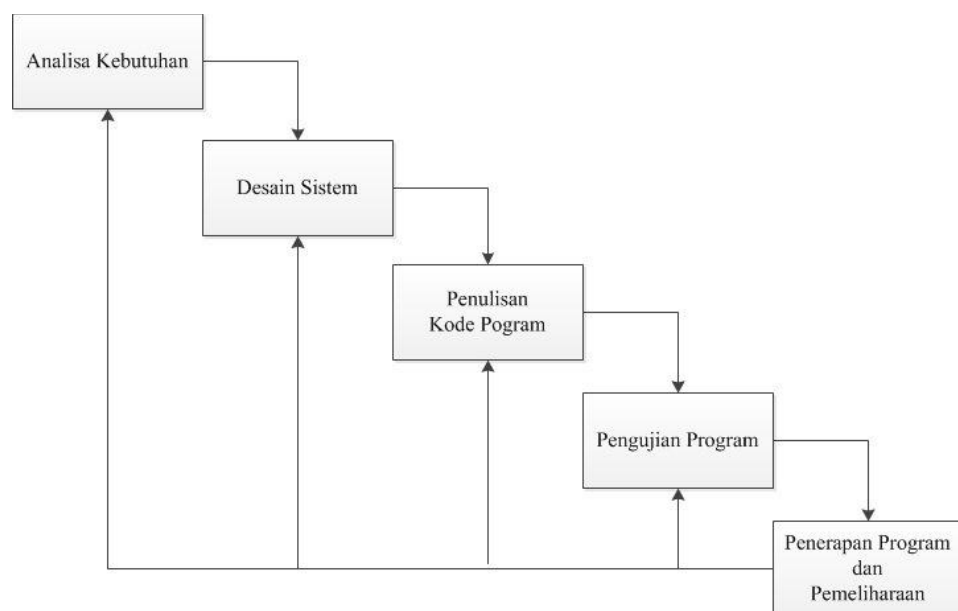 Analisa Kebutuhan
Desain Sistem
Penulisan
Kode Pogram
Pengujian Program
Penerapan Program
dan
Pemeliharaan